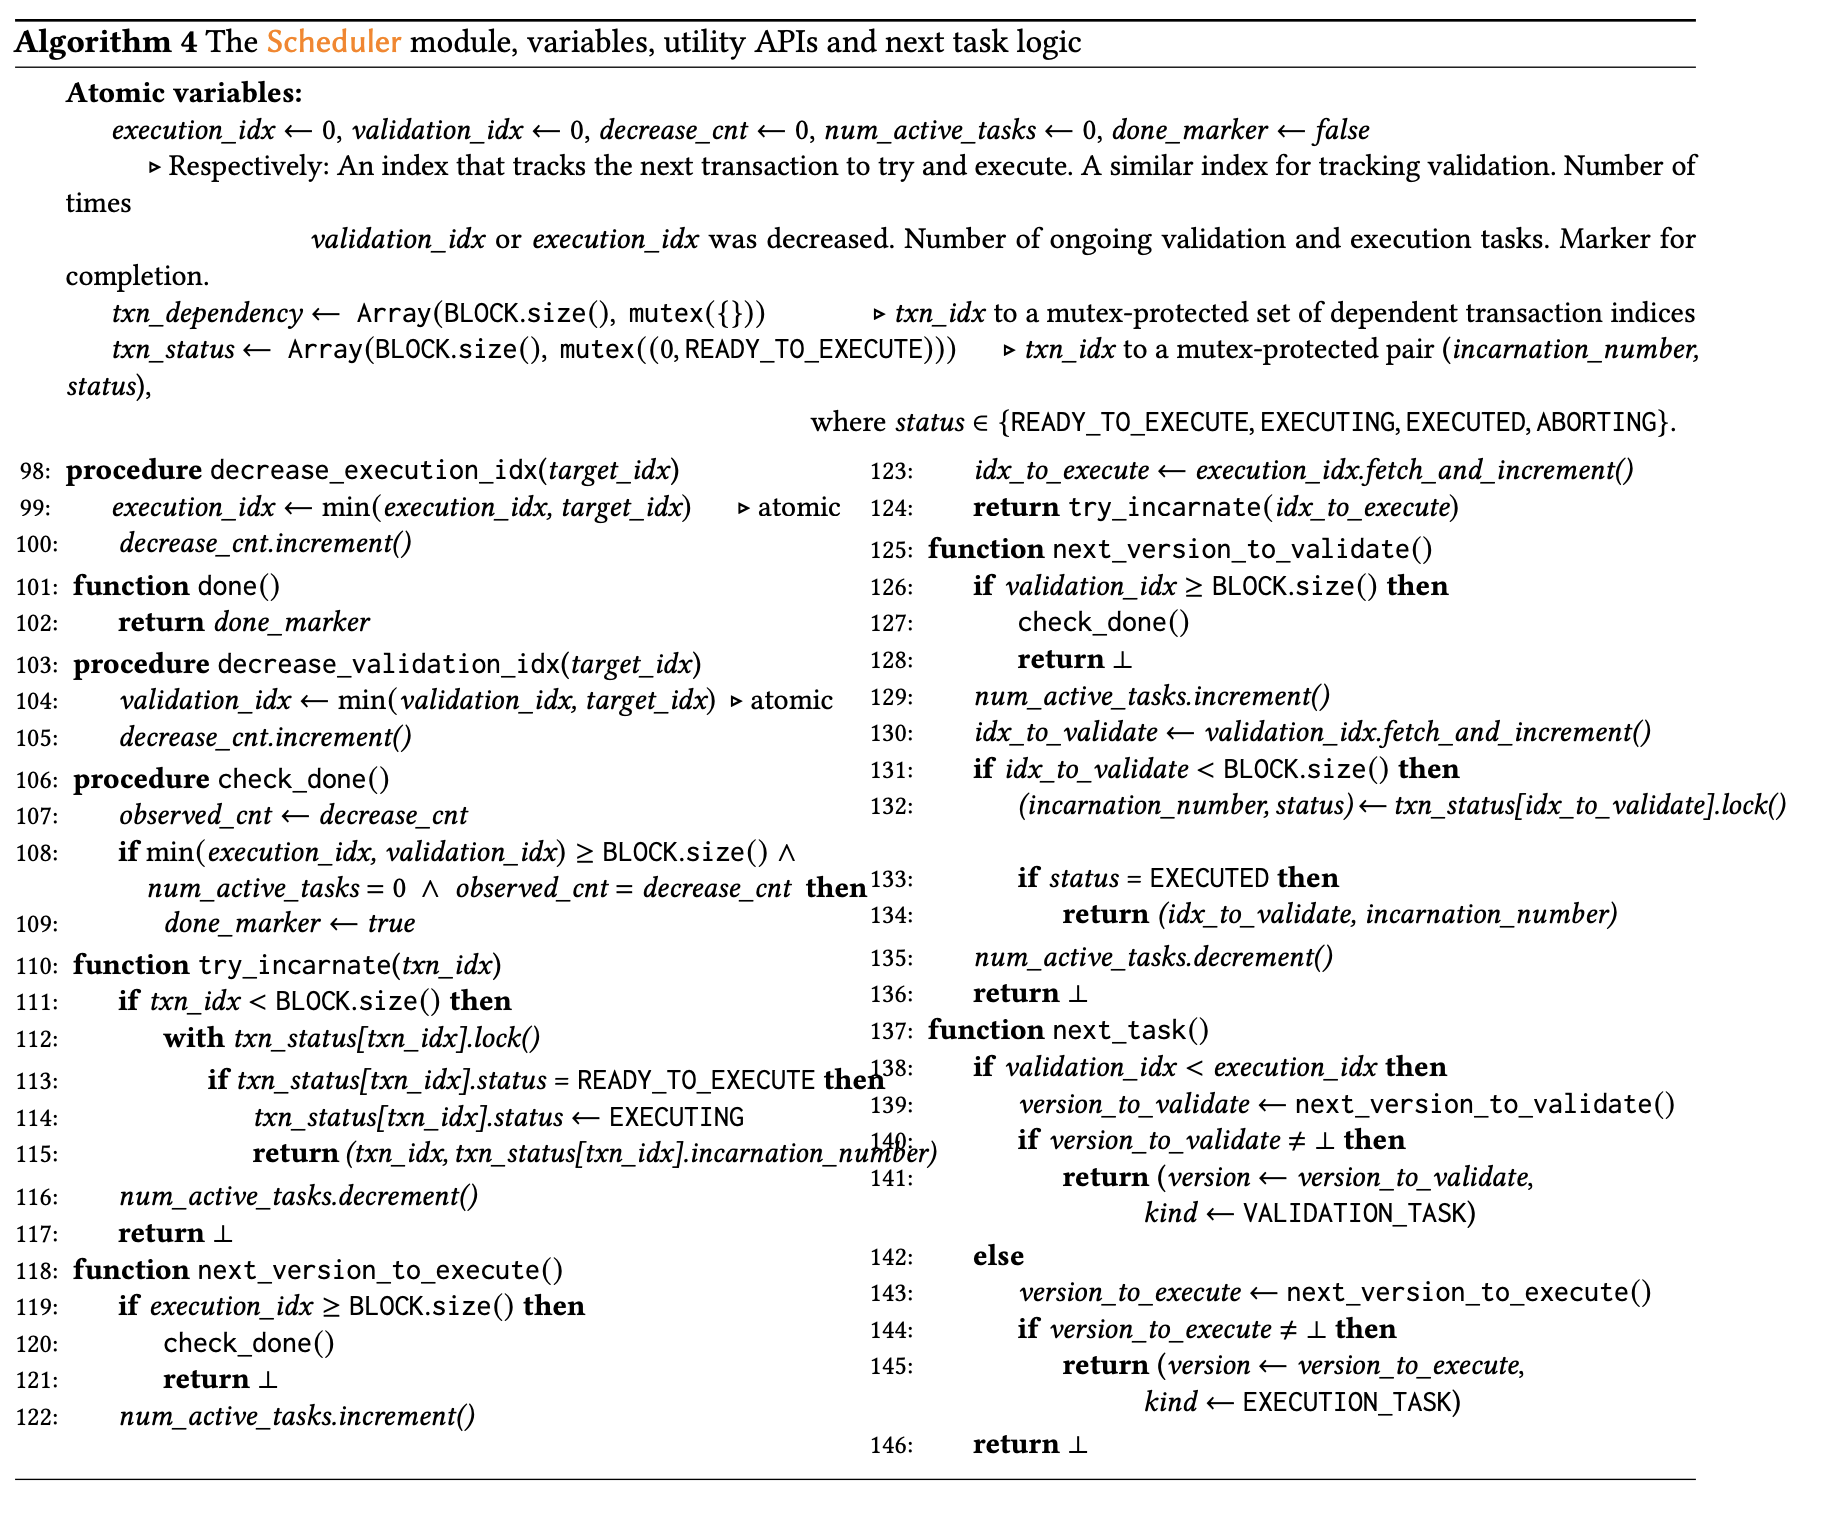 Algorithm 4 The Scheduler module, variables, utility APIs and next task logic
Atomic variables:
execution_idx ← 0, validation_idx ← 0, decrease_cnt ← 0, num_active_tasks ← 0, done_marker ← false
▷ Respectively: An index that tracks the next transaction to try and execute. A similar index for tracking validation. Number of
times
validation_idx or execution_idx was decreased. Number of ongoing validation and execution tasks. Marker for
completion.
txn_dependency ← Array(BLOCK.size(), mutex({})) ▷ txn_idx to a mutex-protected set of dependent transaction indices
txn_status ← Array(BLOCK.size(), mutex((0, READY_TO_EXECUTE))) ▷ txn_idx to a mutex-protected pair (incarnation_number,
status),
where status ∈ {READY_TO_EXECUTE, EXECUTING, EXECUTED, ABORTING}.
98: procedure decrease_execution_idx(target_idx)
99: execution_idx ← min(execution_idx, target_idx) ▷ atomic
100: decrease_cnt.increment()
101: function done()
102: return done_marker
103: procedure decrease_validation_idx(target_idx)
104: validation_idx ← min(validation_idx, target_idx) ▷ atomic
105: decrease_cnt.increment()
106: procedure check_done()
107: observed_cnt ← decrease_cnt
108: if min(execution_idx, validation_idx) ≥ BLOCK.size() ∧
num_active_tasks = 0 ∧ observed_cnt = decrease_cnt then
109: done_marker ← true
110: function try_incarnate(txn_idx)
111: if txn_idx < BLOCK.size() then
112: with txn_status[txn_idx].lock()
113: if txn_status[txn_idx].status = READY_TO_EXECUTE then
114: txn_status[txn_idx].status ← EXECUTING
115: return (txn_idx, txn_status[txn_idx].incarnation_number)
116: num_active_tasks.decrement()
117: return ⊥
118: function next_version_to_execute()
119: if execution_idx ≥ BLOCK.size() then
120: check_done()
121: return ⊥
122: num_active_tasks.increment()
123: idx_to_execute ← execution_idx.fetch_and_increment()
124: return try_incarnate(idx_to_execute)
125: function next_version_to_validate()
126: if validation_idx ≥ BLOCK.size() then
127: check_done()
128: return ⊥
129: num_active_tasks.increment()
130: idx_to_validate ← validation_idx.fetch_and_increment()
131: if idx_to_validate < BLOCK.size() then
132: (incarnation_number, status) ← txn_status[idx_to_validate].lock()
133: if status = EXECUTED then
134: return (idx_to_validate, incarnation_number)
135: num_active_tasks.decrement()
136: return ⊥
137: function next_task()
138: if validation_idx < execution_idx then
139: version_to_validate ← next_version_to_validate()
140: if version_to_validate ≠ ⊥ then
141: return (version ← version_to_validate,
kind ← VALIDATION_TASK)
142: else
143: version_to_execute ← next_version_to_execute()
144: if version_to_execute ≠ ⊥ then
145: return (version ← version_to_execute,
kind ← EXECUTION_TASK)
146: return ⊥